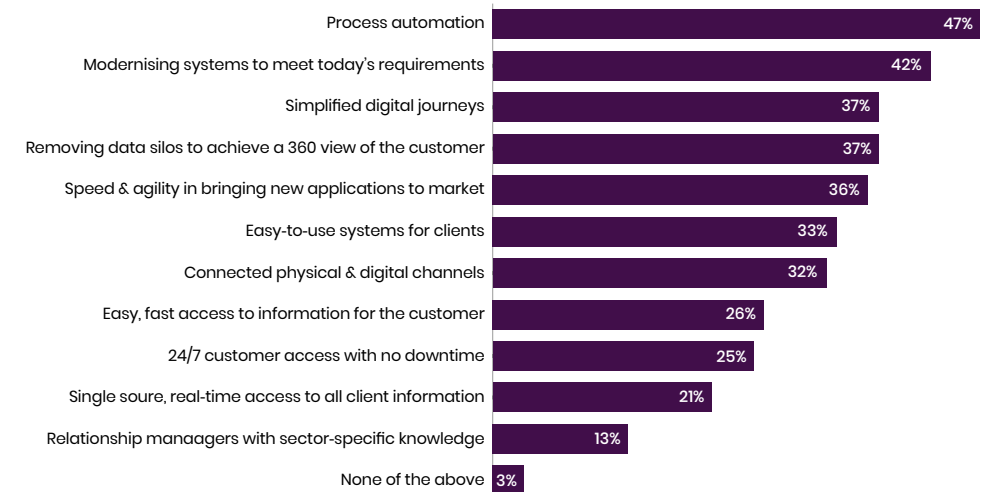 Process automation 47%
Modernising systems to meet today's requirements 42%
Simplified digital journeys 37%
Removing data silos to achieve a 360 view of the customer 37%
Speed & agility in bringing new applications to market 36%
Easy-to-use systems for clients 33%
Connected physical & digital channels 32%
Easy, fast access to information for the customer 26%
24/7 customer access with no downtime 25%
Single soure, real-time access to all client information 21%
Relationship manaagers with sector-specific knowledge 13%
None of the above 3%